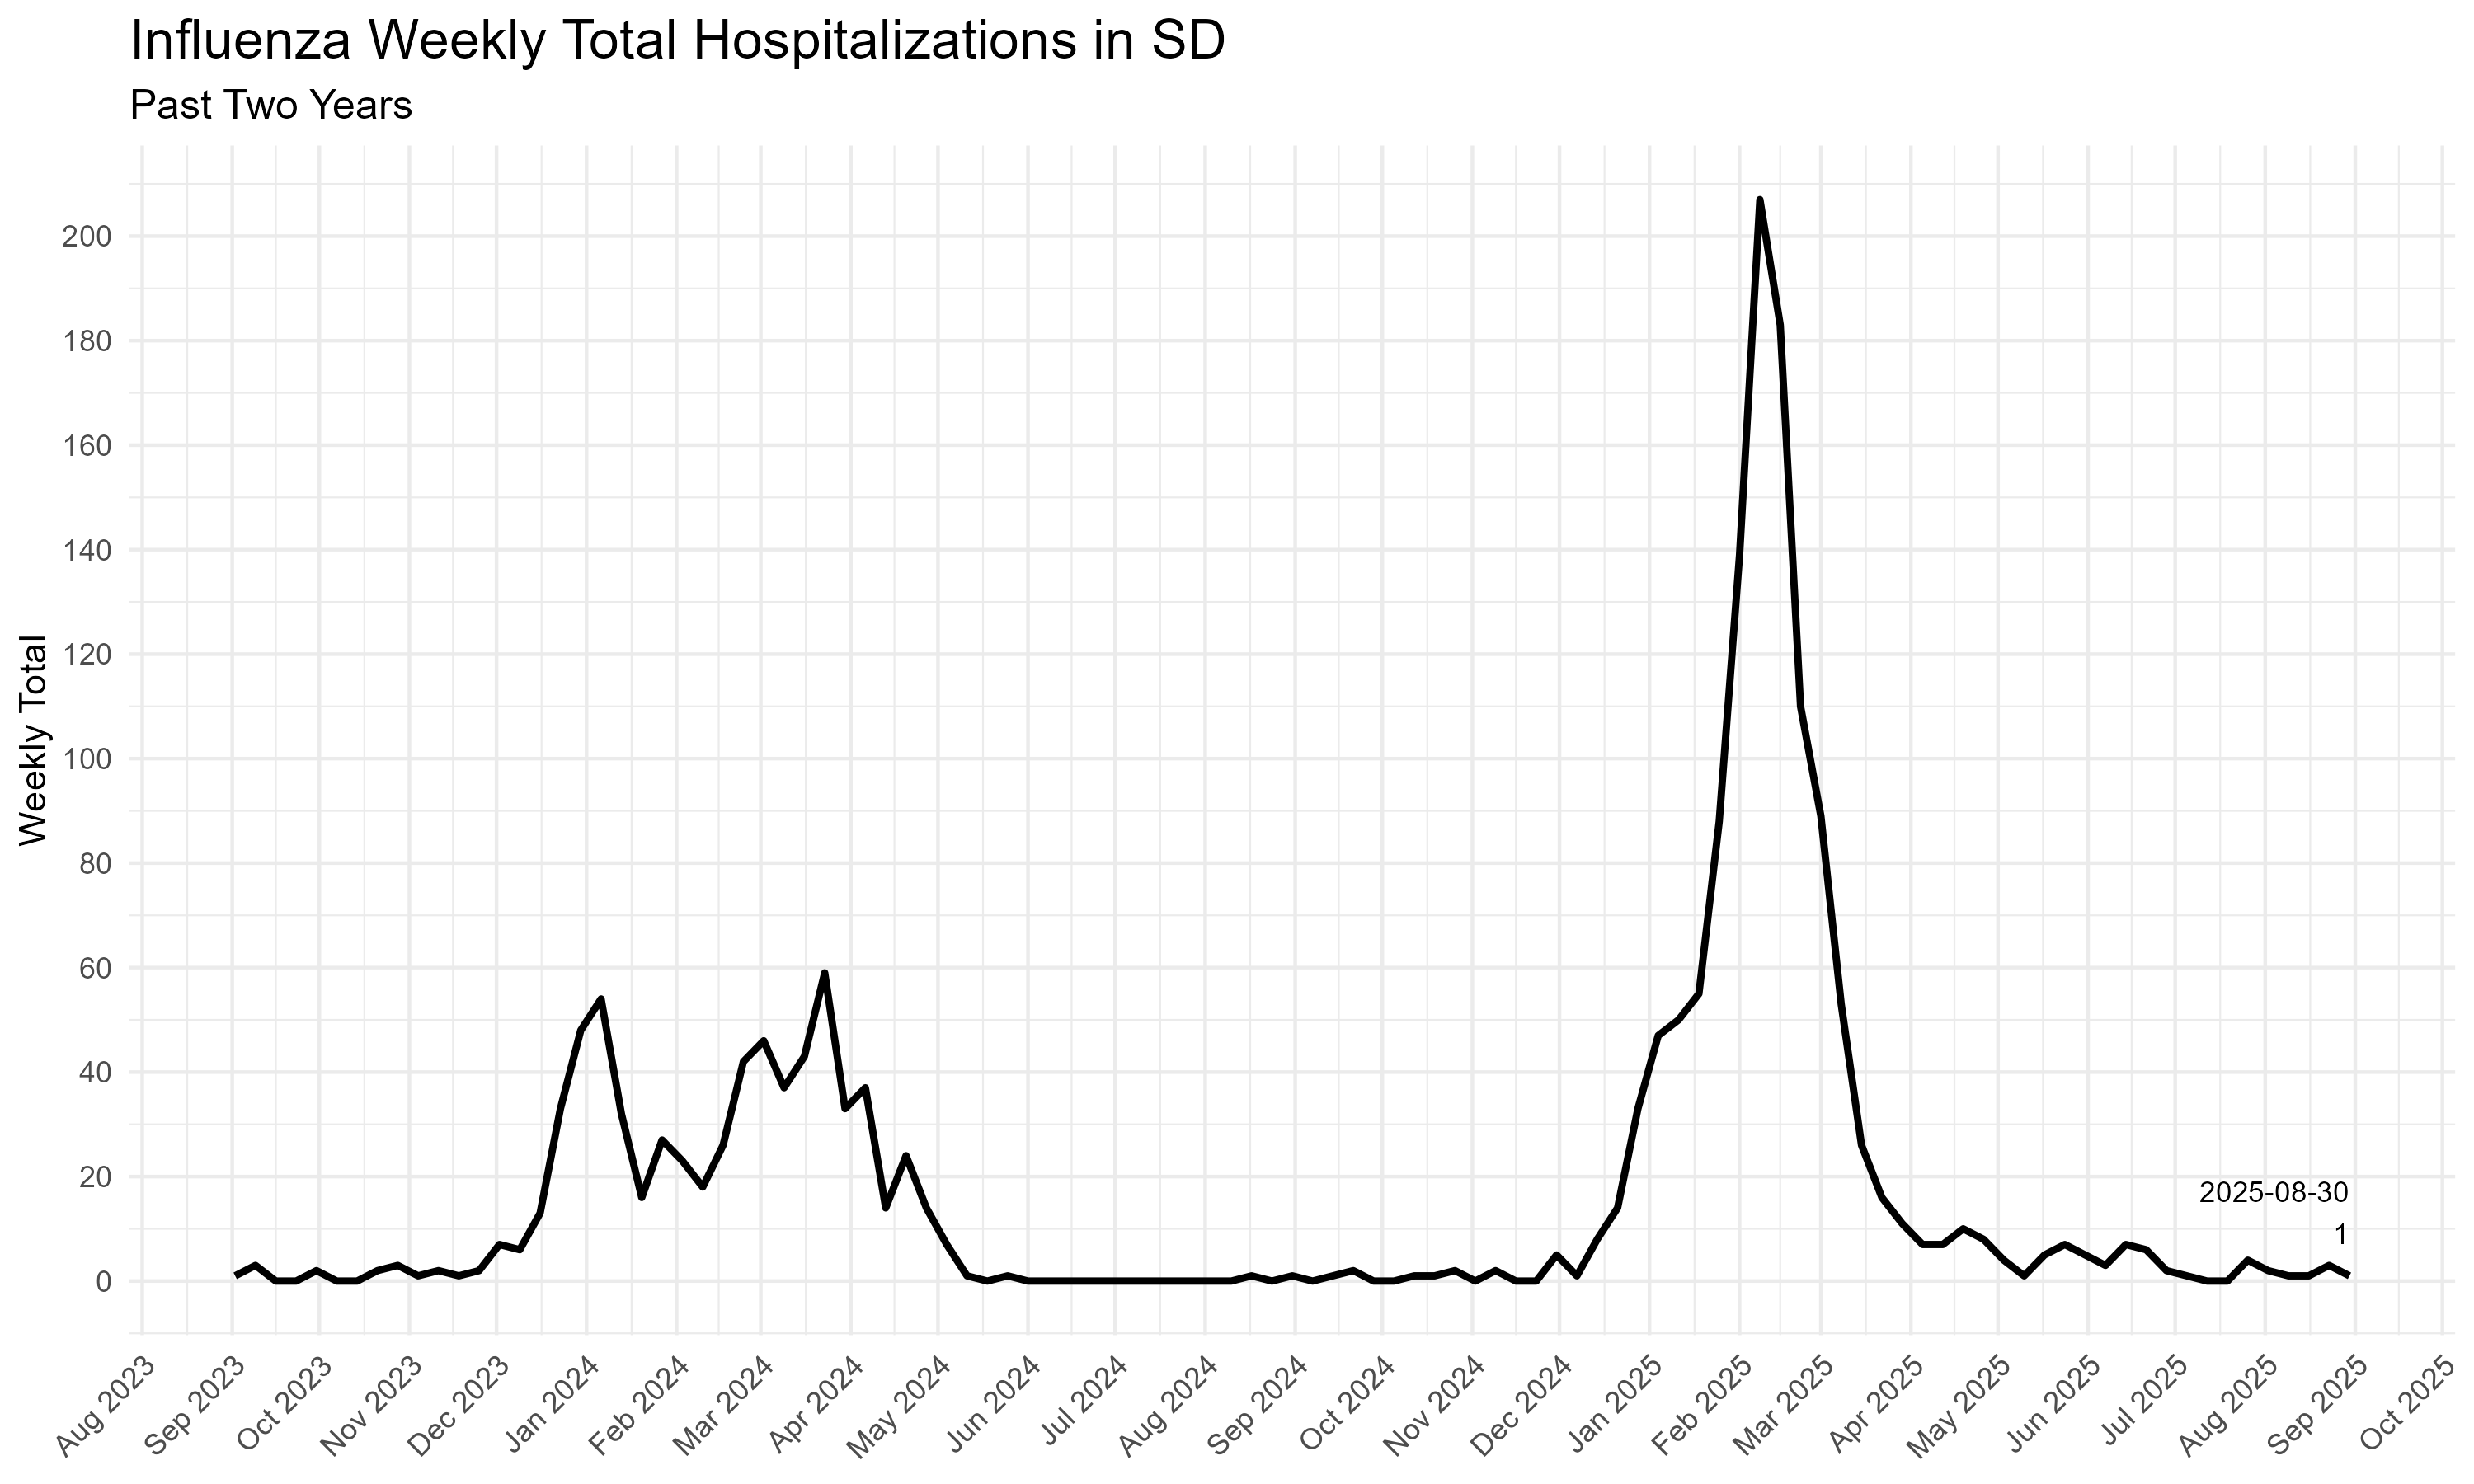 Influenza Weekly Total Hospitalizations in SD
Past Two Years
Weekly Total
200
180
160
140
120
100
80
60
40
20
0
2025-08-30
1
Aug 2023
Sep 2023
Oct 2023
Nov 2023
Dec 2023
Jan 2024
Feb 2024
Mar 2024
Apr 2024
May 2024
Jun 2024
Jul 2024
Aug 2024
Sep 2024
Oct 2024
Nov 2024
Dec 2024
Jan 2025
Feb 2025
Mar 2025
Apr 2025
May 2025
Jun 2025
Jul 2025
Aug 2025
Sep 2025
Oct 2025